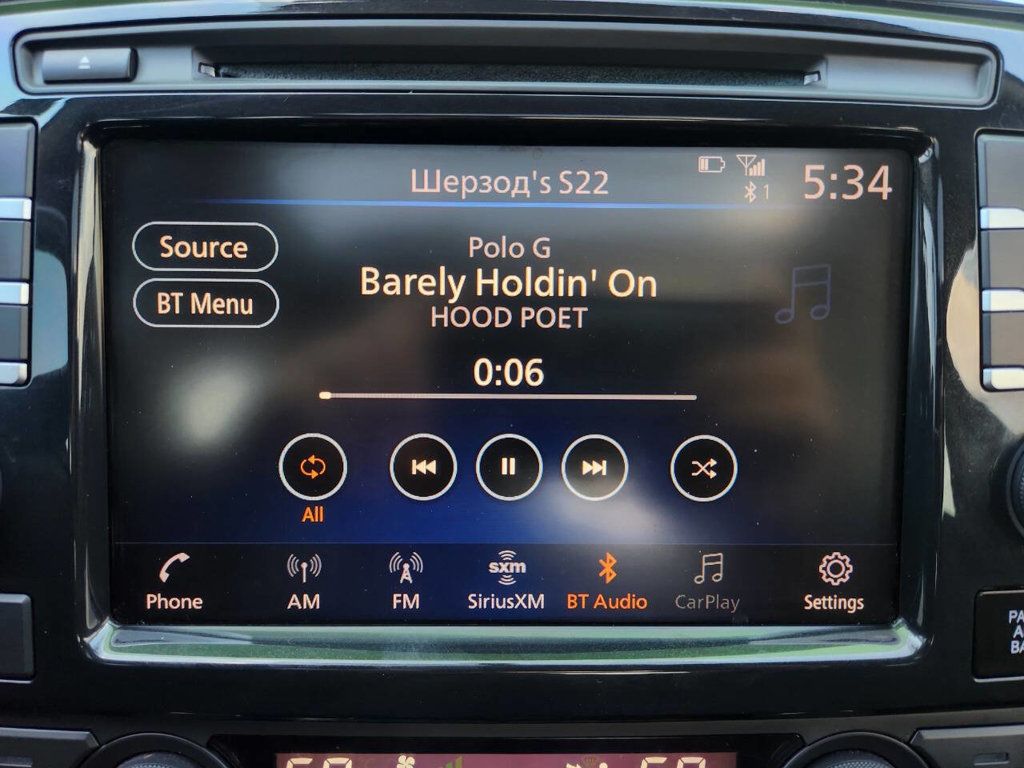 Шерзод's S22
1
5:34
Source
Polo G
Barely Holdin' On
BT Menu
HOOD POET
0:06
All
sxm
Phone
AM
FM
SiriusXM
BT Audio
CarPlay
Settings